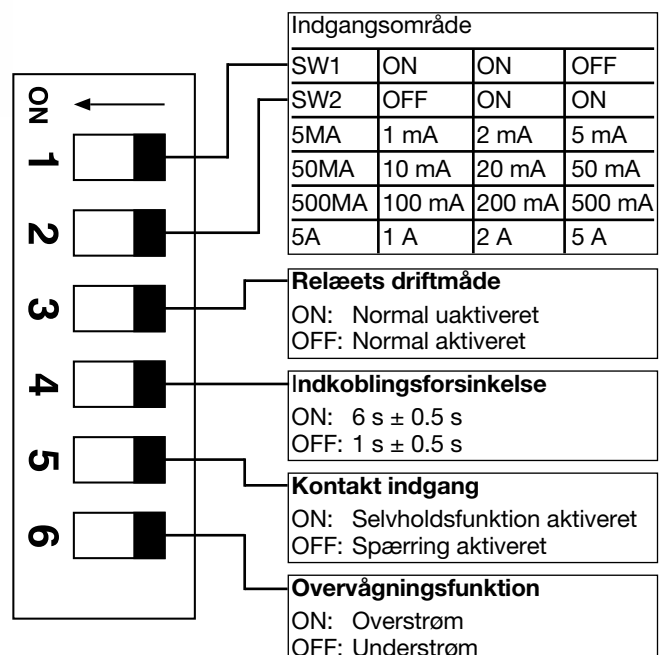 ON
1
2
3
4
5
6
Indgangsområde
SW1 ON ON OFF
SW2 OFF ON ON
5MA 1 mA 2 mA 5 mA
50MA 10 mA 20 mA 50 mA
500MA 100 mA 200 mA 500 mA
5A 1 A 2 A 5 A
Relæets driftmåde
ON: Normal uaktiveret
OFF: Normal aktiveret
Indkoblingsforsinkelse
ON: 6 s ± 0.5 s
OFF: 1 s ± 0.5 s
Kontakt indgang
ON: Selvholdsfunktion aktiveret
OFF: Spærring aktiveret
Overvågningsfunktion
ON: Overstrøm
OFF: Understrøm